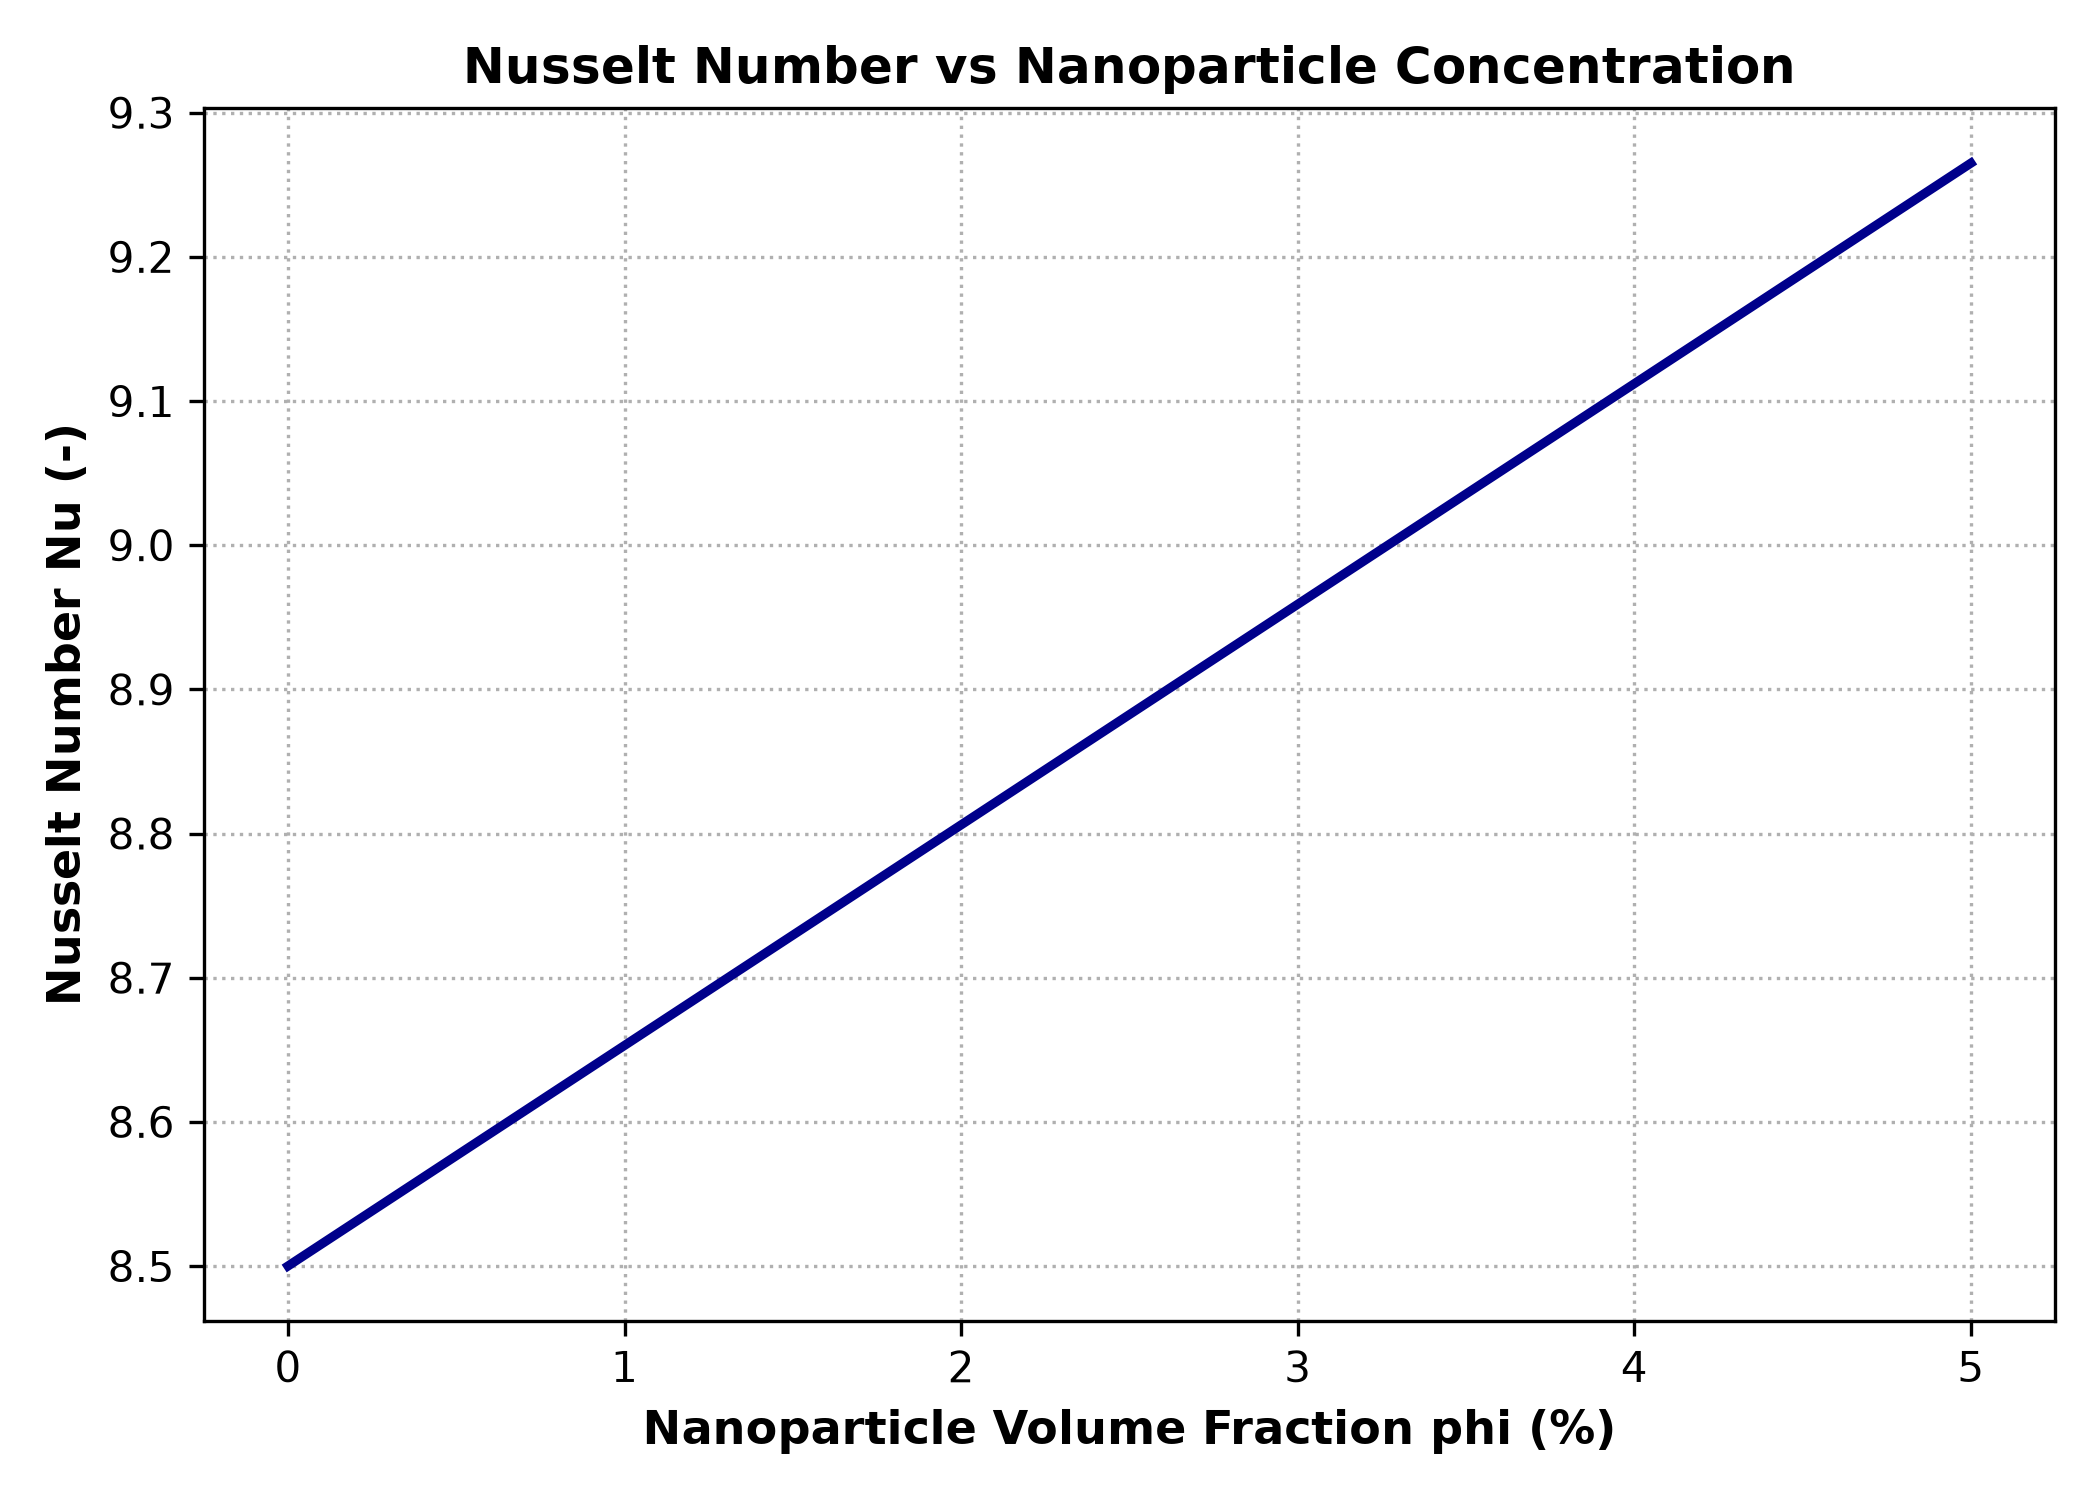 Nusselt Number vs Nanoparticle Concentration
9.3
9.2
9.1
9.0
8.9
8.8
8.7
8.6
8.5
Nusselt Number Nu (-)
0 1 2 3 4 5
Nanoparticle Volume Fraction phi (%)